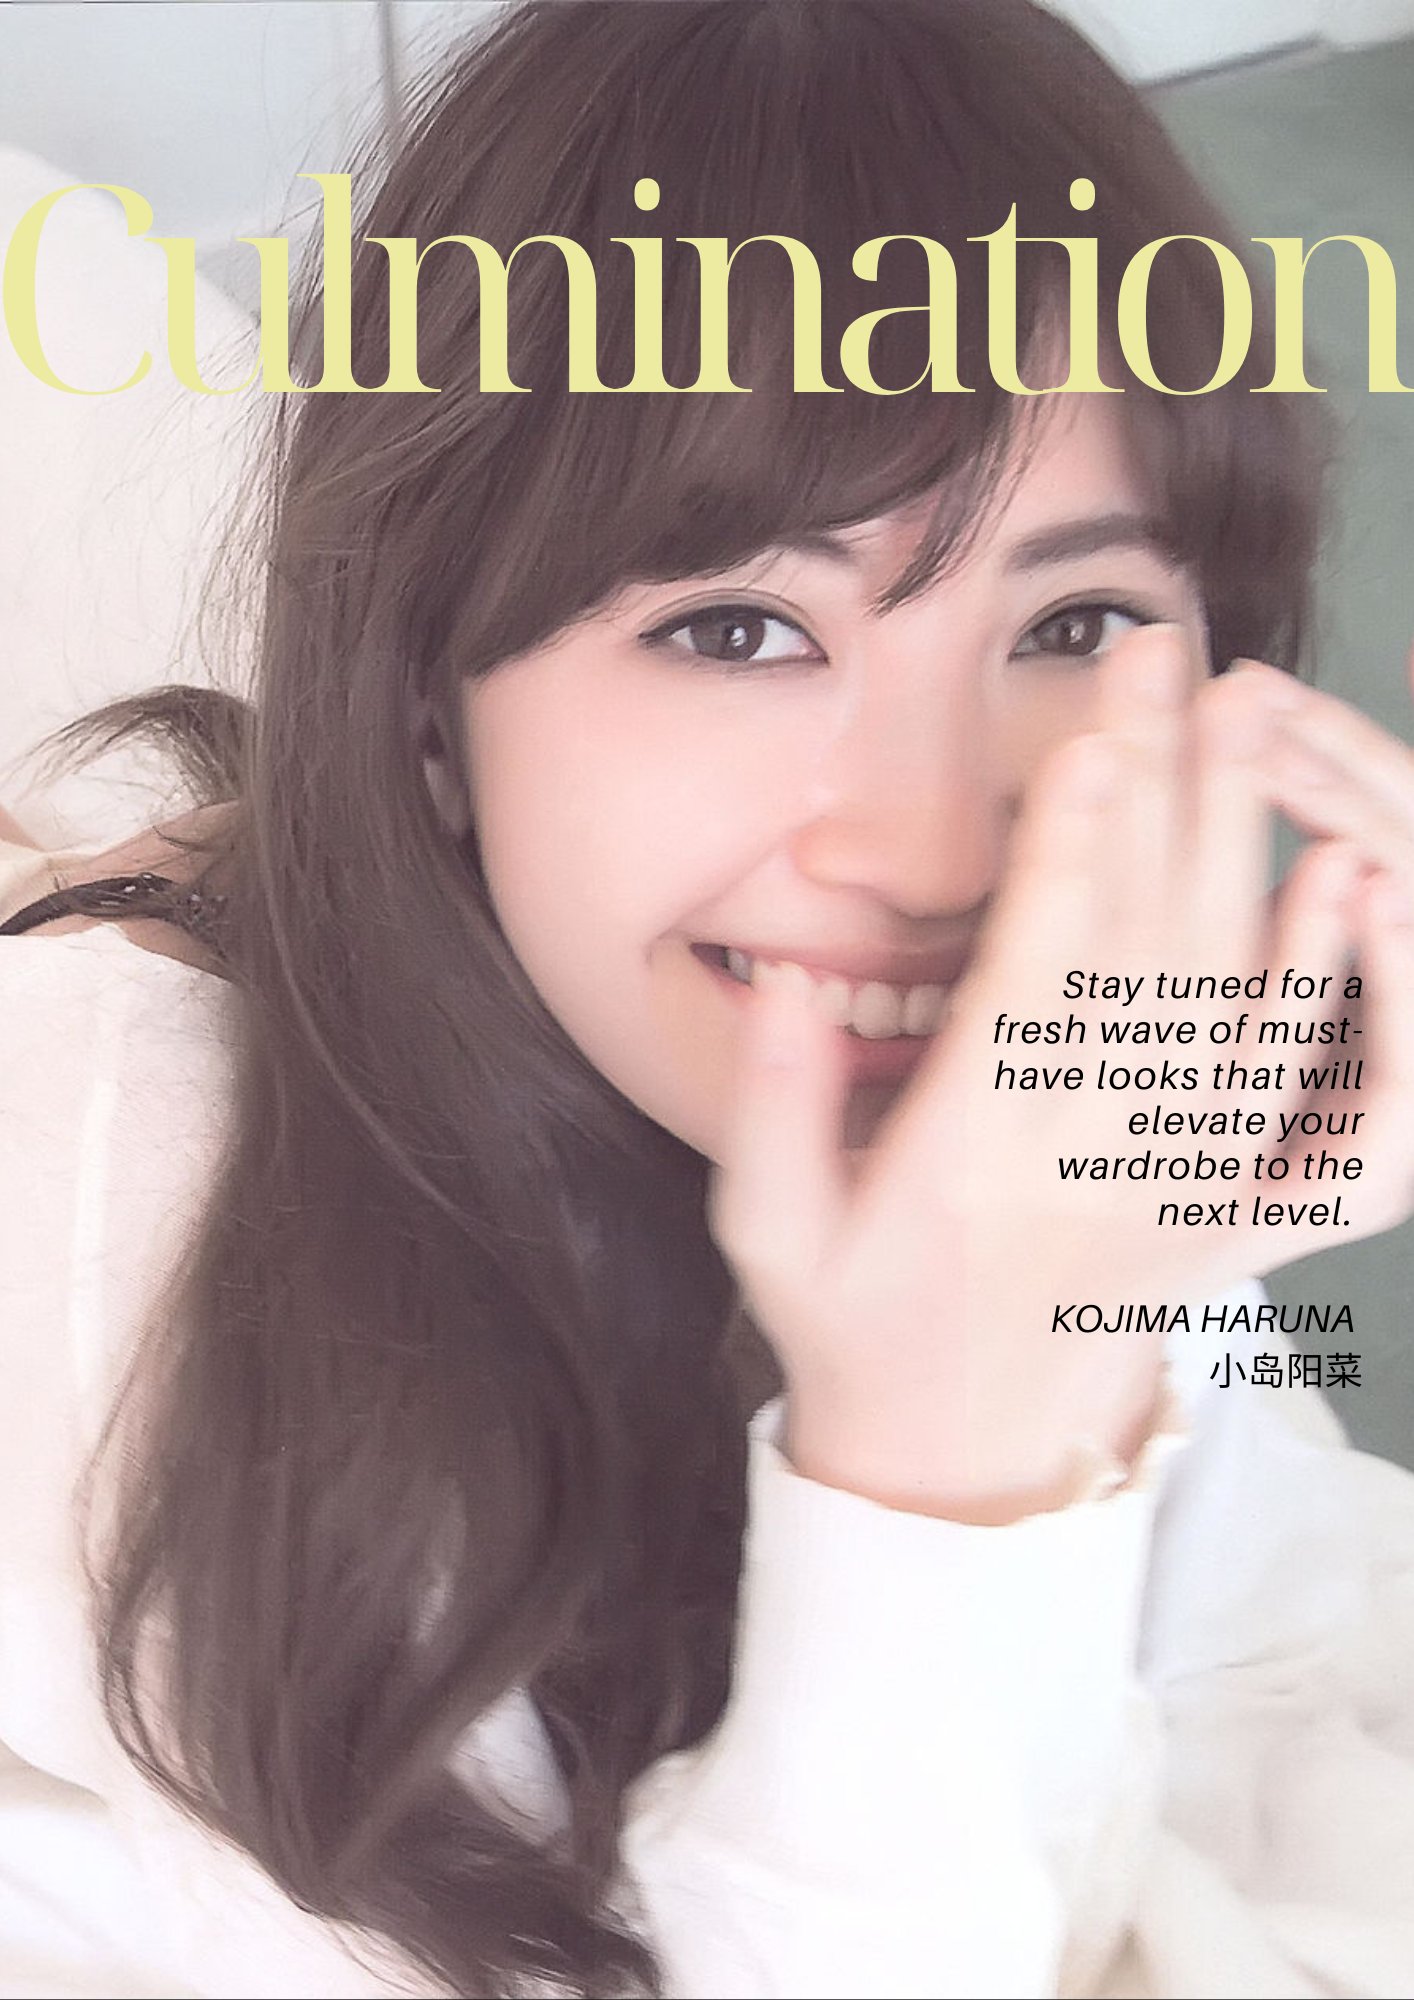 Culmination
Stay tuned for a
fresh wave of must-
have looks that will
elevate your
wardrobe to the
next level.
KOJIMA HARUNA
小岛阳菜